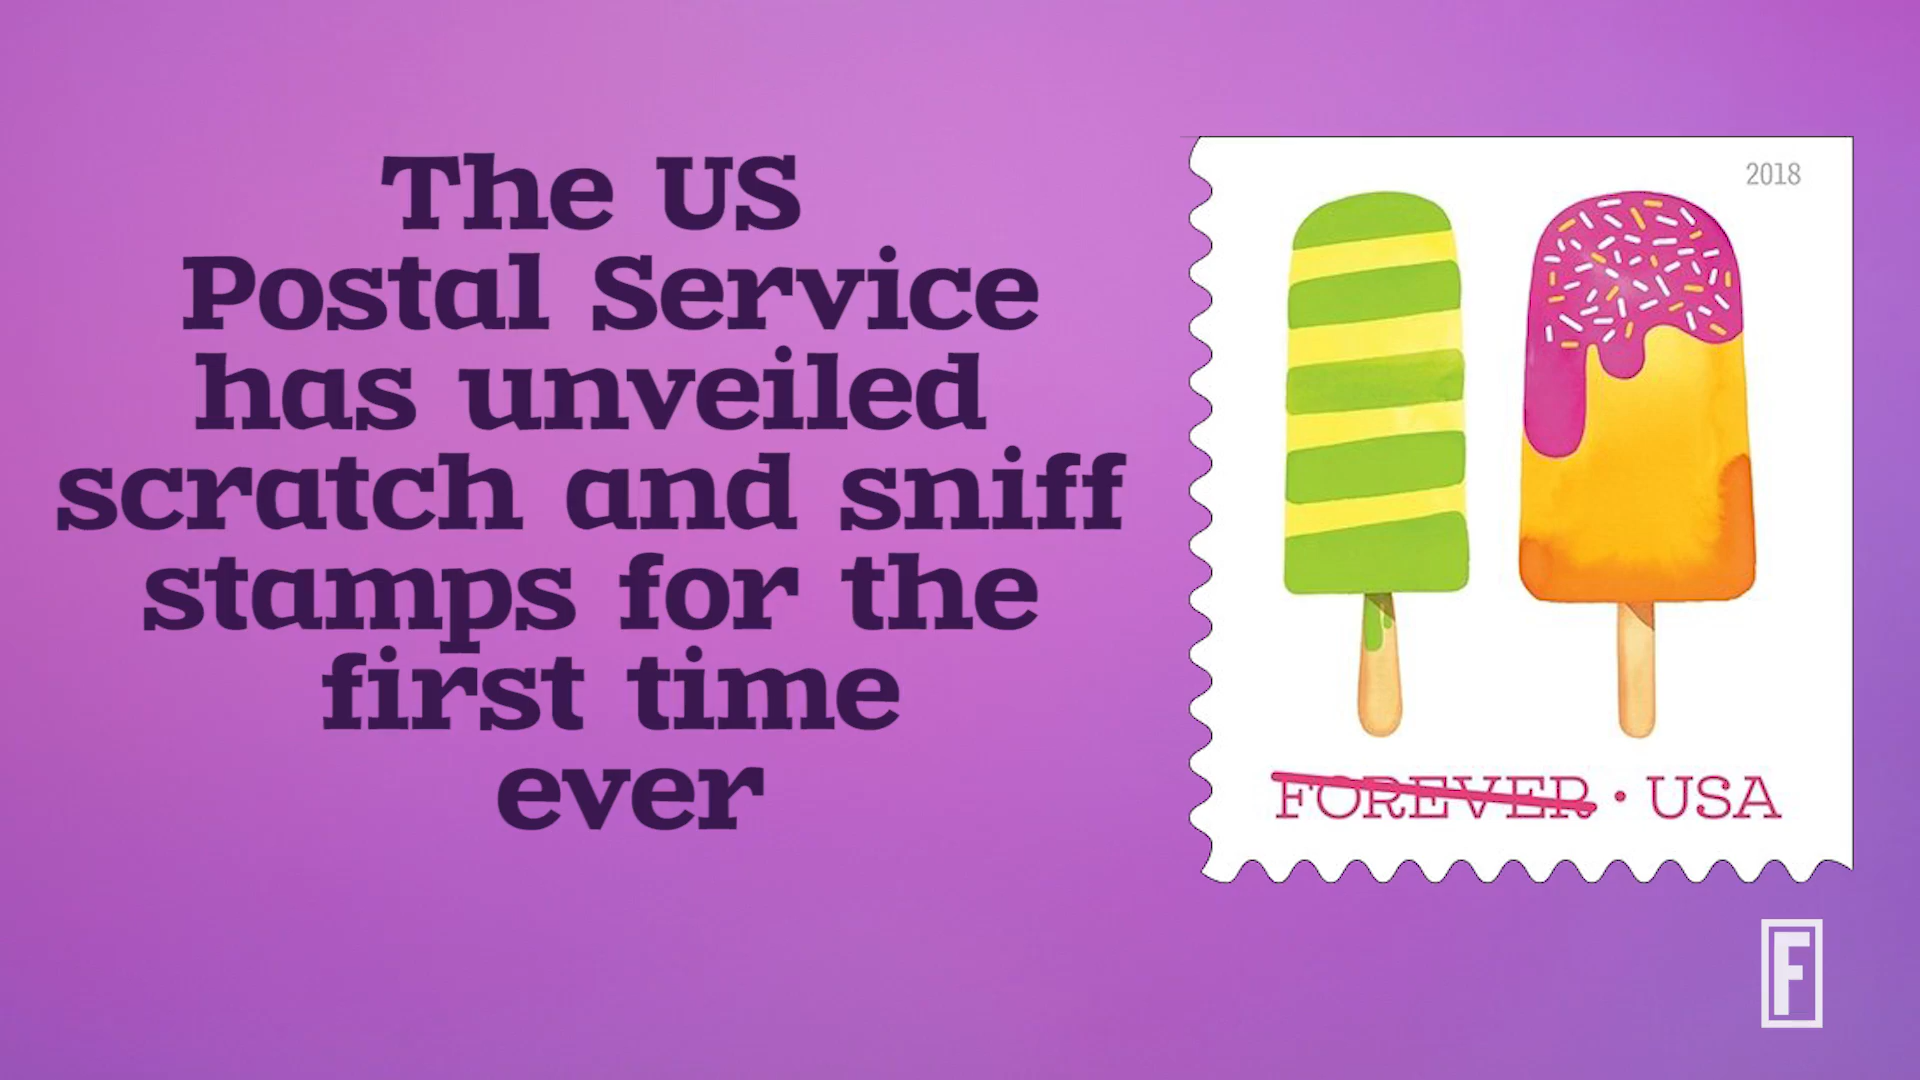 The US
Postal Service
has unveiled
scratch and sniff
stamps for the
first time
ever
2018
FOREVER • USA
F